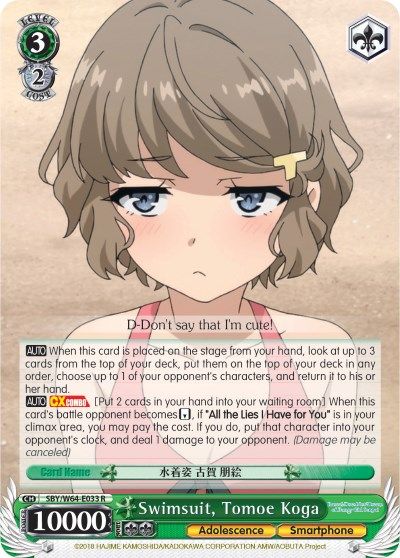 LEVEL
3
2
COST
D-Don't say that I'm cute!
AUTO When this card is placed on the stage from your hand, look at up to 3
cards from the top of your deck, put them on the top of your deck in any
order, choose up to 1 of your opponent's characters, and return it to his or
her hand.
AUTO CX COMBO [Put 2 cards in your hand into your waiting room] When this
card's battle opponent becomes , if "All the Lies I Have for You" is in your
climax area, you may pay the cost. If you do, put that character into your
opponent's clock, and deal 1 damage to your opponent. (Damage may be
canceled)
Card Name 水着姿 古賀 朋絵
CH SBY/W64-E033 R
POWER 10000 Swimsuit, Tomoe Koga
Adolescence Smartphone
©2018 HAJIME KAMOSHIDA/KADOKAWA CORPORATION AMW/AOBUTA Project